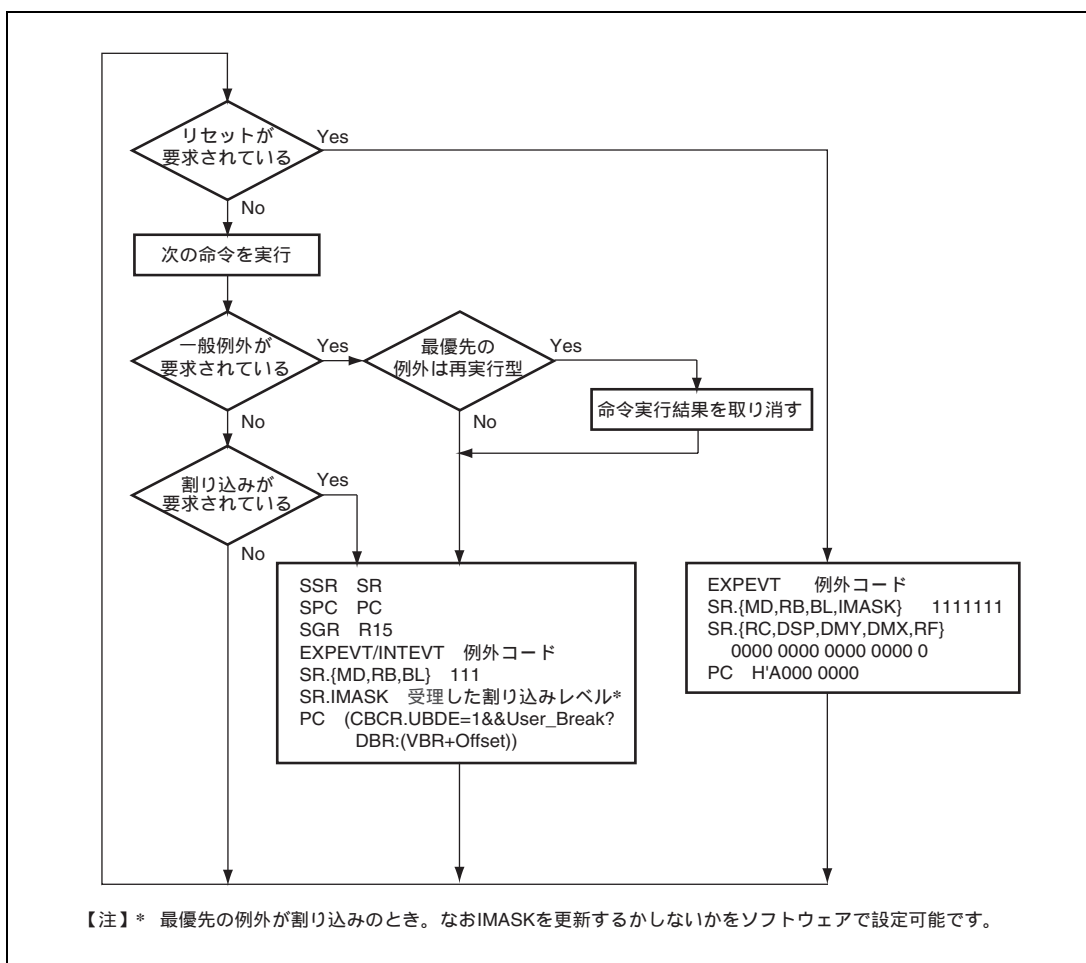 リセットが
要求されている
Yes
No
次の命令を実行
一般例外が
要求されている
Yes
最優先の
例外は再実行型
Yes
命令実行結果を取り消す
No
No
割り込みが
要求されている
Yes
No
SSR SR
SPC PC
SGR R15
EXPEVT/INTEVT 例外コード
SR.{MD,RB,BL} 111
SR.IMASK 受理した割り込みレベル*
PC (CBCR.UBDE=1&&User_Break?
DBR:(VBR+Offset))
EXPEVT 例外コード
SR.{MD,RB,BL,IMASK} 1111111
SR.{RC,DSP,DMY,DMX,RF}
0000 0000 0000 0000 0
PC H'A000 0000
【注】* 最優先の例外が割り込みのとき。なおIMASKを更新するかしないかをソフトウェアで設定可能です。